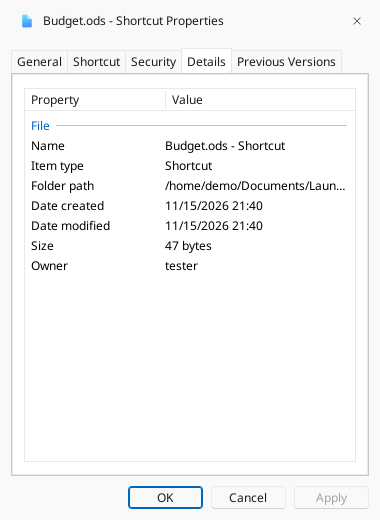 Budget.ods - Shortcut Properties
General Shortcut Security Details Previous Versions
Property Value
File
Name Budget.ods - Shortcut
Item type Shortcut
Folder path /home/demo/Documents/Laun...
Date created 11/15/2026 21:40
Date modified 11/15/2026 21:40
Size 47 bytes
Owner tester
OK Cancel Apply